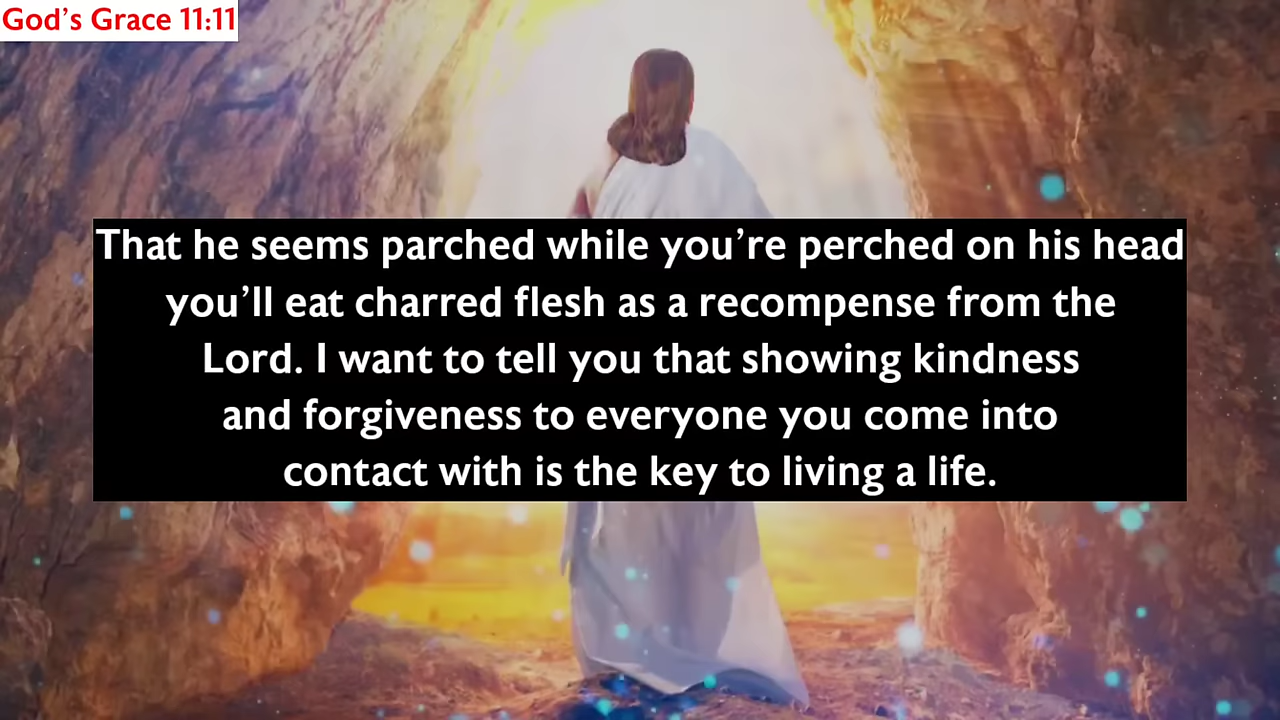 God's Grace 11:11
That he seems parched while you're perched on his head
you'll eat charred flesh as a recompense from the
Lord. I want to tell you that showing kindness
and forgiveness to everyone you come into
contact with is the key to living a life.